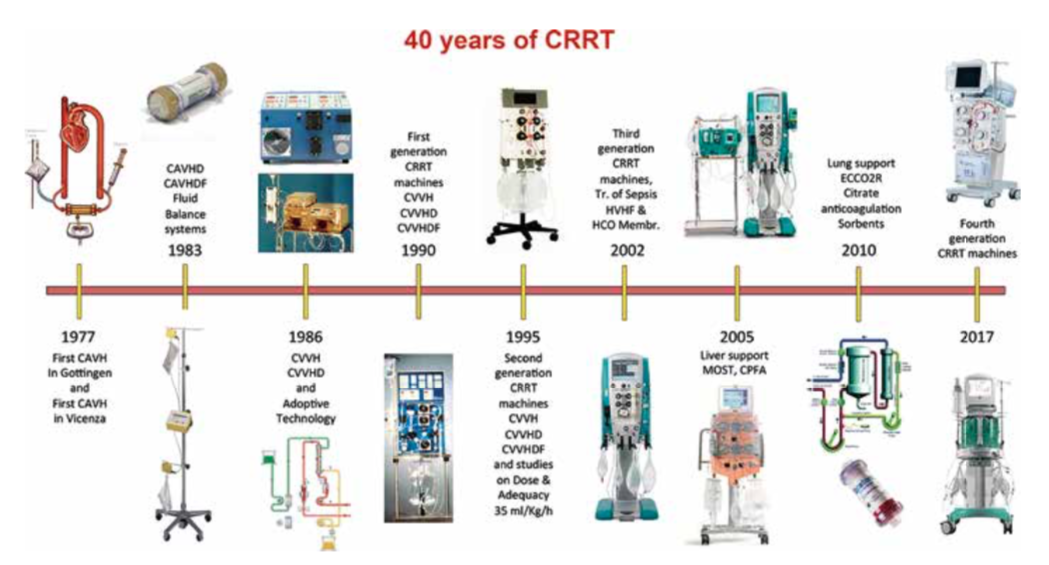 40 years of CRRT
CAVHD
CAVHDF
Fluid
Balance
systems
1983
First
generation
CRRT
machines
CVVH
CVVHD
CVVHDF
1990
Third
generation
CRRT
machines,
Tr. of Sepsis
HVHF &
HCO Membr.
2002
Lung support
ECCO2R
Citrate
anticoagulation
Sorbents
2010
Fourth
generation
CRRT machines
1977
First CAVH
In Gottingen
and
First CAVH
in Vicenza
1986
CVVH
CVVHD
and
Adoptive
Technology
1995
Second
generation
CRRT
machines
CVVH
CVVHD
CVVHDF
and studies
on Dose &
Adequacy
35 ml/Kg/h
2005
Liver support
MOST, CPFA
2017